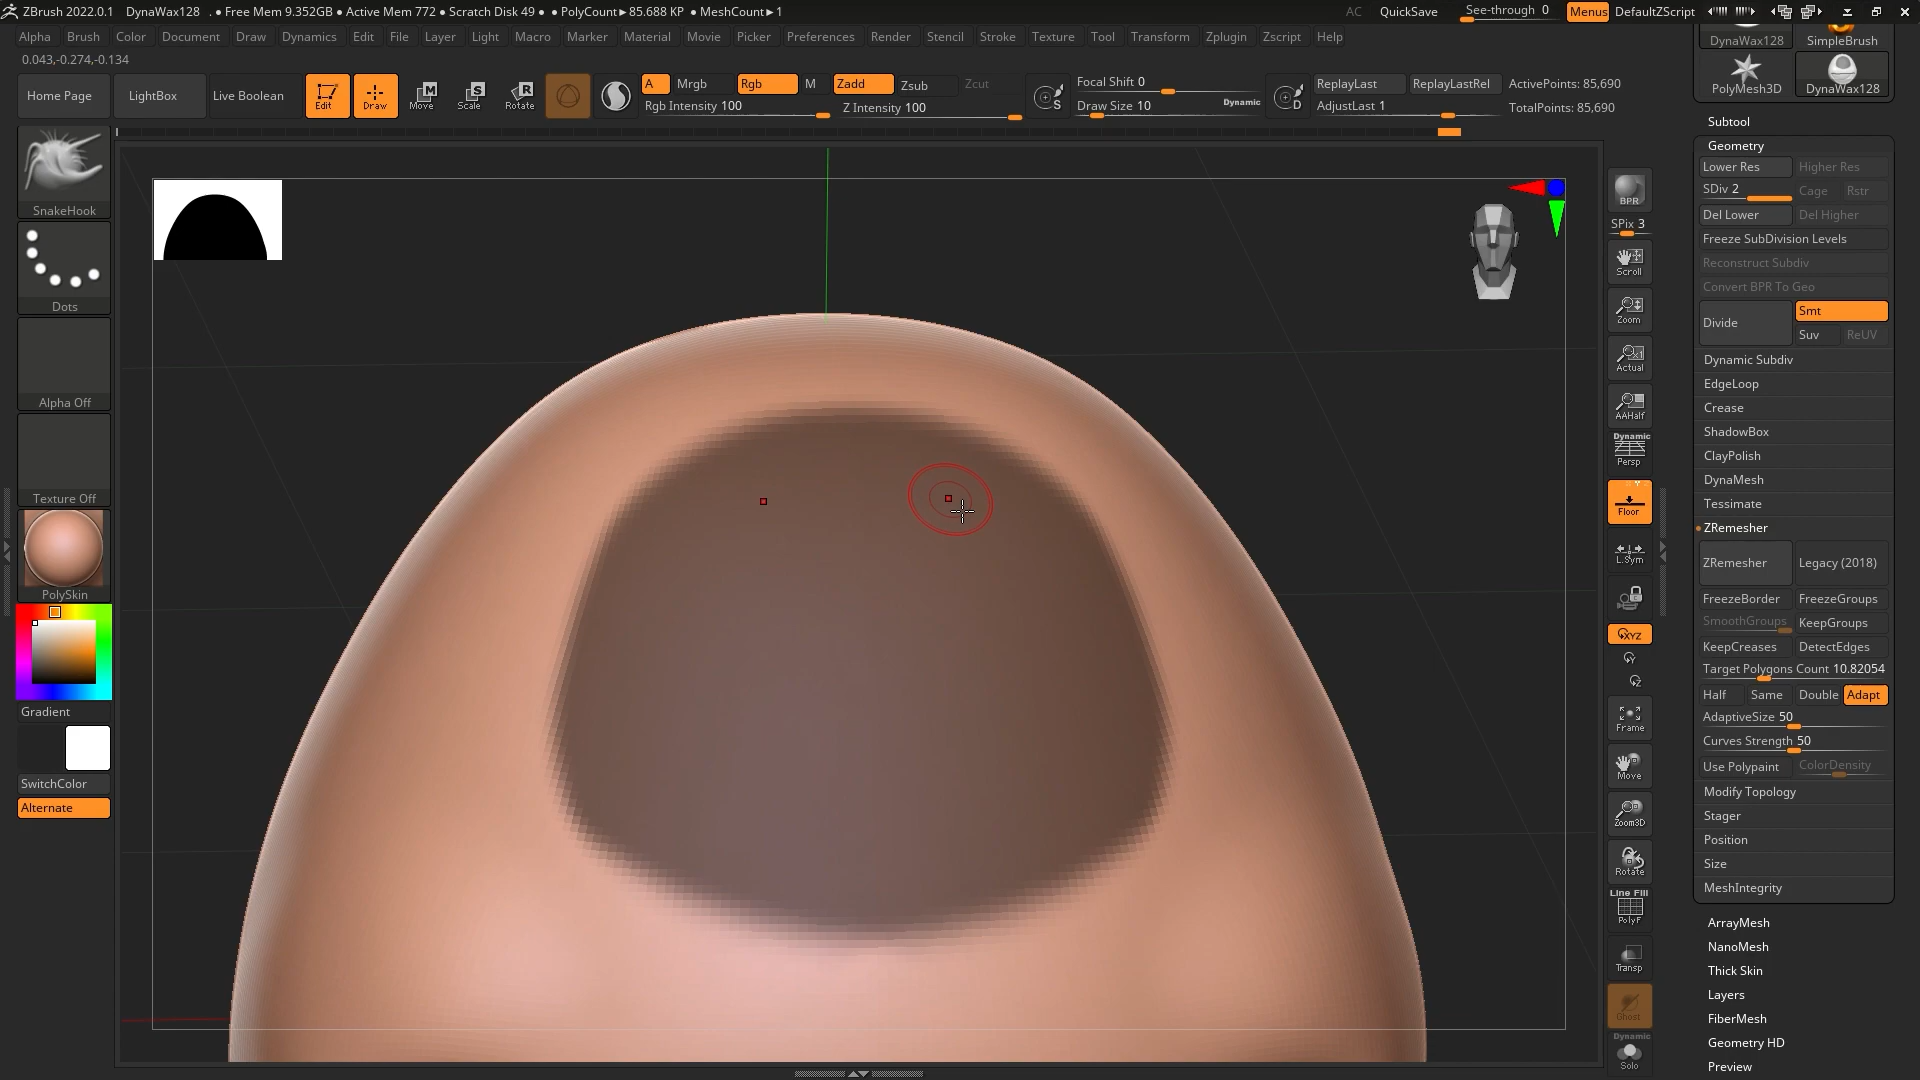 ZBrush 2022.0.1 DynaWax128 . ● Free Mem 9.352GB ● Active Mem 772 ● Scratch Disk 49 ● ● PolyCount► 85.688 KP ● MeshCount► 1 AC QuickSave See-through 0 Menus DefaultZScript
Alpha Brush Color Document Draw Dynamics Edit File Layer Light Macro Marker Material Movie Picker Preferences Render Stencil Stroke Texture Tool Transform Zplugin Zscript Help
0.043,-0.274,-0.134
Home Page LightBox Live Boolean Edit Draw Move Scale Rotate
M S R
A Mrgb Rgb M Zadd Zsub Zcut
Rgb Intensity 100 Z Intensity 100
S Focal Shift 0
Draw Size 10 Dynamic
D ReplayLast ReplayLastRel
AdjustLast 1
ActivePoints: 85,690
TotalPoints: 85,690
SnakeHook
Dots
Alpha Off
Texture Off
PolySkin
Gradient
SwitchColor
Alternate
BPR
SPix 3
Scroll
Zoom
Actual
AAHalf
Dynamic
Persp
Floor
L.Sym
XYZ
Y
Z
Frame
Move
Zoom3D
Rotate
Line Fill
PolyF
Transp
Ghost
Dynamic
Solo
DynaWax128 SimpleBrush
PolyMesh3D DynaWax128
Subtool
Geometry
Lower Res Higher Res
SDiv 2 Cage Rstr
Del Lower Del Higher
Freeze SubDivision Levels
Reconstruct Subdiv
Convert BPR To Geo
Divide Smt
Suv ReUV
Dynamic Subdiv
EdgeLoop
Crease
ShadowBox
ClayPolish
DynaMesh
Tessimate
ZRemesher
ZRemesher Legacy (2018)
FreezeBorder FreezeGroups
SmoothGroups KeepGroups
KeepCreases DetectEdges
Target Polygons Count 10.82054
Half Same Double Adapt
AdaptiveSize 50
Curves Strength 50
Use Polypaint ColorDensity
Modify Topology
Stager
Position
Size
MeshIntegrity
ArrayMesh
NanoMesh
Thick Skin
Layers
FiberMesh
Geometry HD
Preview